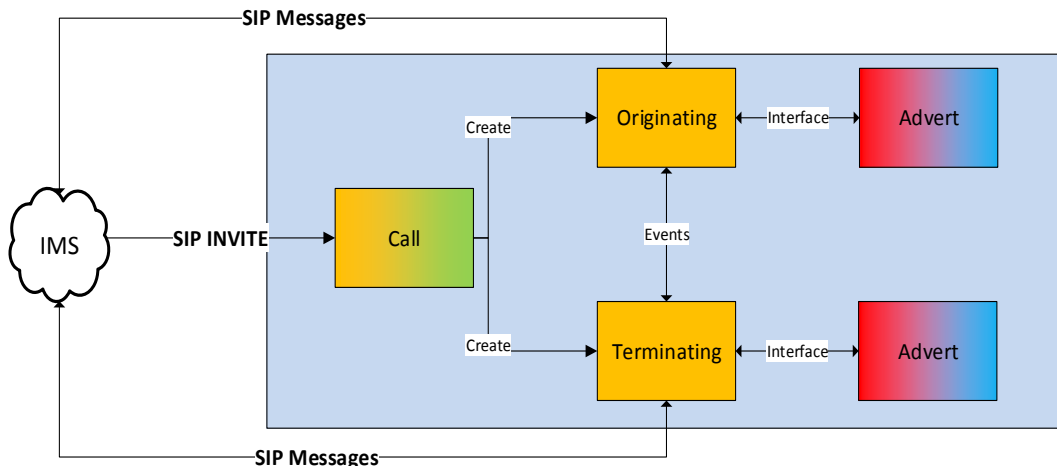 SIP Messages
Originating
Interface
Advert
Create
IMS
SIP INVITE
Call
Events
Create
Terminating
Interface
Advert
SIP Messages